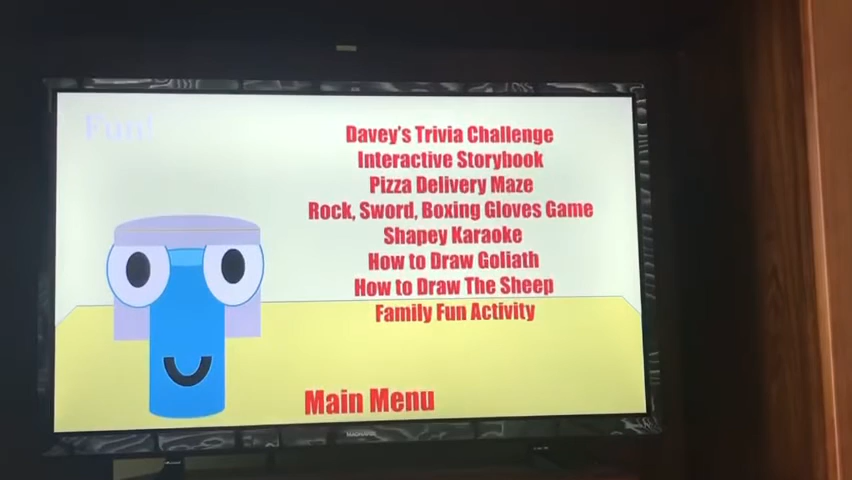 Fun!
Davey's Trivia Challenge
Interactive Storybook
Pizza Delivery Maze
Rock, Sword, Boxing Gloves Game
Shapey Karaoke
How to Draw Goliath
How to Draw The Sheep
Family Fun Activity
Main Menu